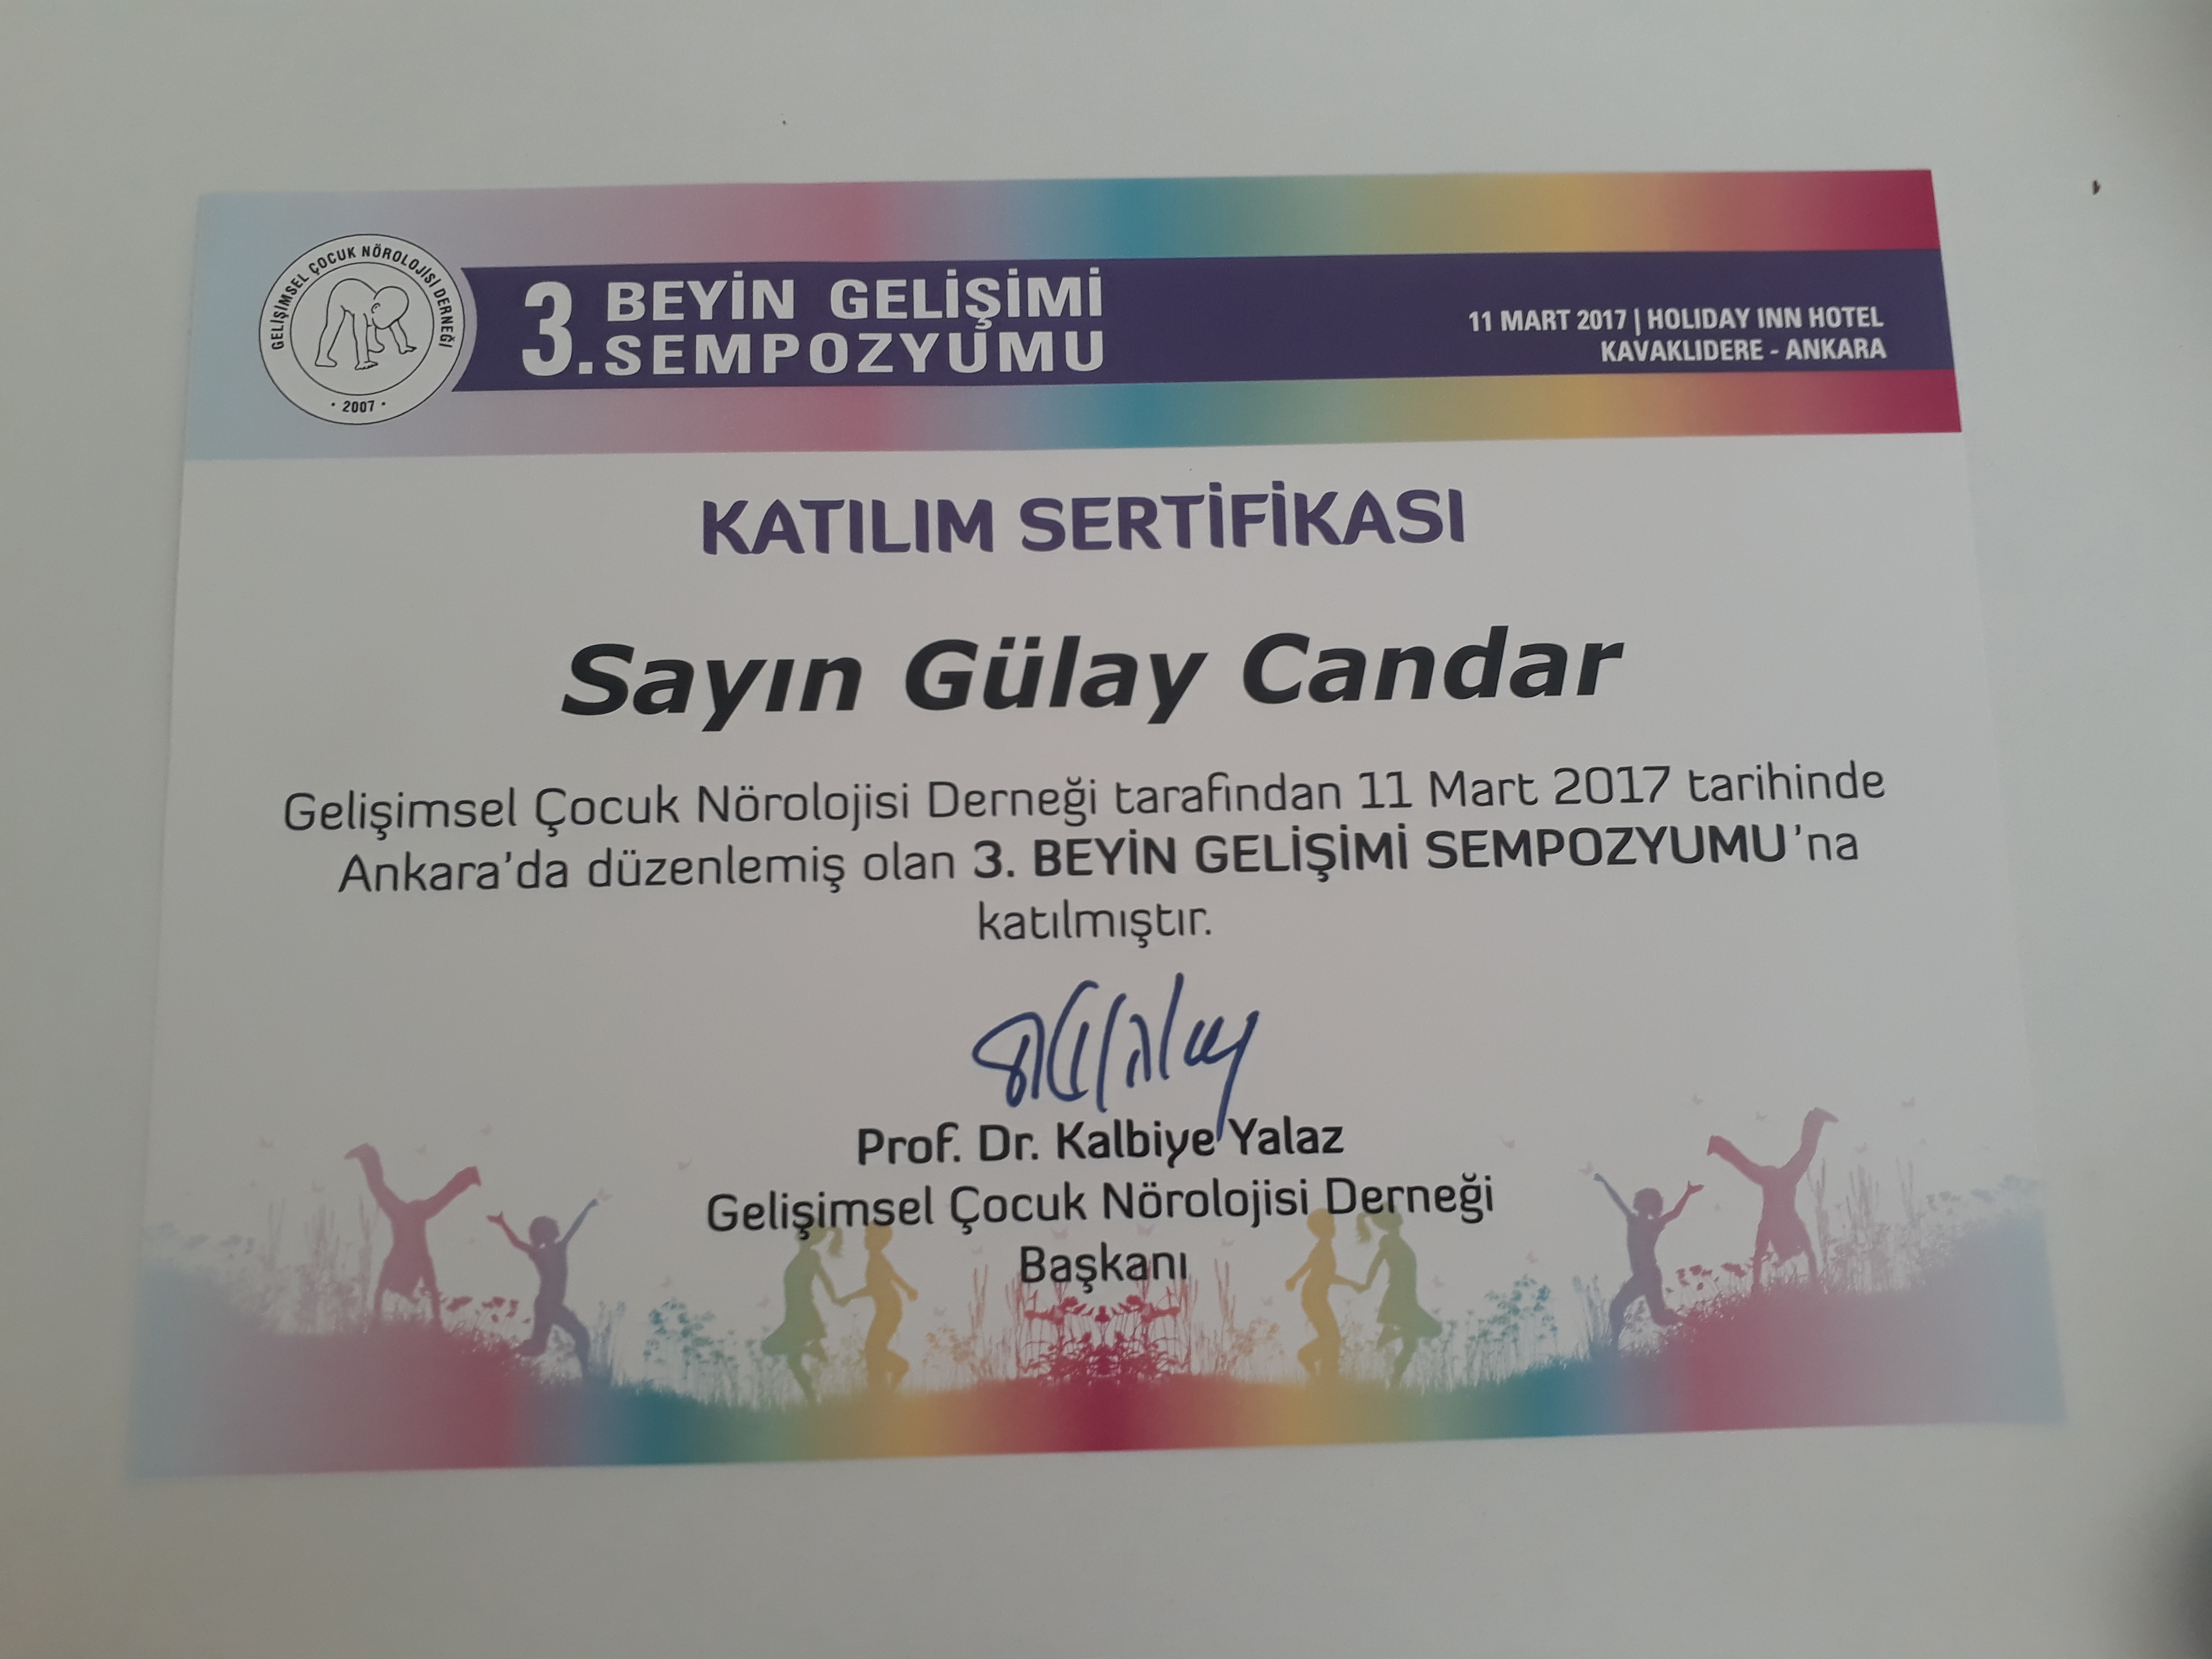 GELİŞİMSEL ÇOCUK NÖROLOJİSİ DERNEĞİ
• 2007 •
3. BEYİN GELİŞİMİ
SEMPOZYUMU
11 MART 2017 | HOLIDAY INN HOTEL
KAVAKLIDERE - ANKARA
KATILIM SERTİFİKASI
Sayın Gülay Candar
Gelişimsel Çocuk Nörolojisi Derneği tarafından 11 Mart 2017 tarihinde
Ankara'da düzenlemiş olan 3. BEYİN GELİŞİMİ SEMPOZYUMU'na
katılmıştır.
Prof. Dr. Kalbiye Yalaz
Gelişimsel Çocuk Nörolojisi Derneği
Başkanı